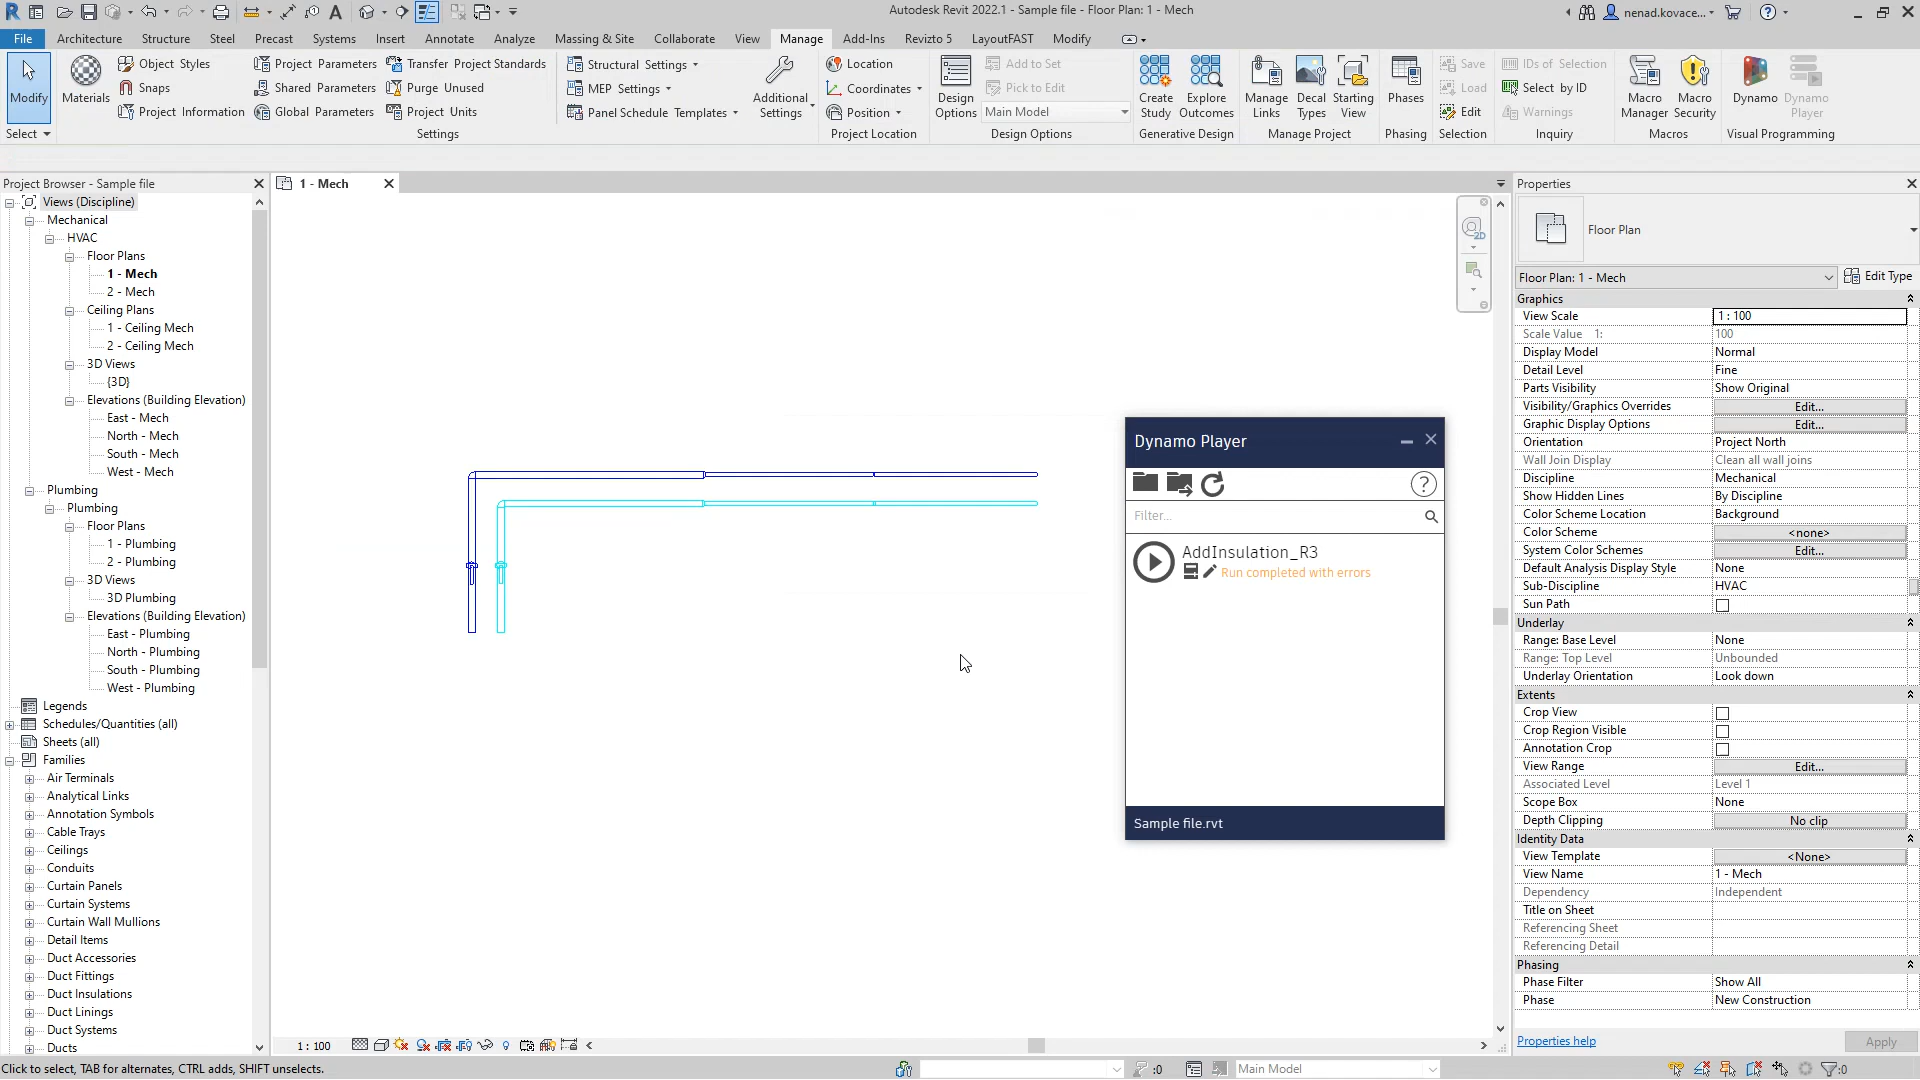 Autodesk Revit 2022.1 - Sample file - Floor Plan: 1 - Mech
nenad.kovace...
File Architecture Structure Steel Precast Systems Insert Annotate Analyze Massing & Site Collaborate View Manage Add-Ins Revizto 5 LayoutFAST Modify
Modify
Select
Materials
Object Styles
Snaps
Project Information
Project Parameters
Shared Parameters
Global Parameters
Transfer Project Standards
Purge Unused
Project Units
Settings
Structural Settings
MEP Settings
Panel Schedule Templates
Additional
Settings
Location
Coordinates
Position
Project Location
Design
Options
Add to Set
Pick to Edit
Main Model
Design Options
Create
Study
Explore
Outcomes
Generative Design
Manage
Links
Decal
Types
Starting
View
Manage Project
Phases
Phasing
Save
Load
Edit
Selection
IDs of Selection
Select by ID
Warnings
Inquiry
Macro
Manager
Macro
Security
Macros
Dynamo
Dynamo
Player
Visual Programming
Project Browser - Sample file
Views (Discipline)
Mechanical
HVAC
Floor Plans
1 - Mech
2 - Mech
Ceiling Plans
1 - Ceiling Mech
2 - Ceiling Mech
3D Views
{3D}
Elevations (Building Elevation)
East - Mech
North - Mech
South - Mech
West - Mech
Plumbing
Plumbing
Floor Plans
1 - Plumbing
2 - Plumbing
3D Views
3D Plumbing
Elevations (Building Elevation)
East - Plumbing
North - Plumbing
South - Plumbing
West - Plumbing
Legends
Schedules/Quantities (all)
Sheets (all)
Families
Air Terminals
Analytical Links
Annotation Symbols
Cable Trays
Ceilings
Conduits
Curtain Panels
Curtain Systems
Curtain Wall Mullions
Detail Items
Duct Accessories
Duct Fittings
Duct Insulations
Duct Linings
Duct Systems
Ducts
1 - Mech
2D
Dynamo Player
Filter...
AddInsulation_R3
Run completed with errors
Sample file.rvt
1 : 100
Properties
Floor Plan
Floor Plan: 1 - Mech
Edit Type
Graphics
View Scale 1 : 100
Scale Value 1: 100
Display Model Normal
Detail Level Fine
Parts Visibility Show Original
Visibility/Graphics Overrides Edit...
Graphic Display Options Edit...
Orientation Project North
Wall Join Display Clean all wall joins
Discipline Mechanical
Show Hidden Lines By Discipline
Color Scheme Location Background
Color Scheme <none>
System Color Schemes Edit...
Default Analysis Display Style None
Sub-Discipline HVAC
Sun Path
Underlay
Range: Base Level None
Range: Top Level Unbounded
Underlay Orientation Look down
Extents
Crop View
Crop Region Visible
Annotation Crop
View Range Edit...
Associated Level Level 1
Scope Box None
Depth Clipping No clip
Identity Data
View Template <None>
View Name 1 - Mech
Dependency Independent
Title on Sheet
Referencing Sheet
Referencing Detail
Phasing
Phase Filter Show All
Phase New Construction
Properties help
Apply
Click to select, TAB for alternates, CTRL adds, SHIFT unselects.
:0
Main Model
:0